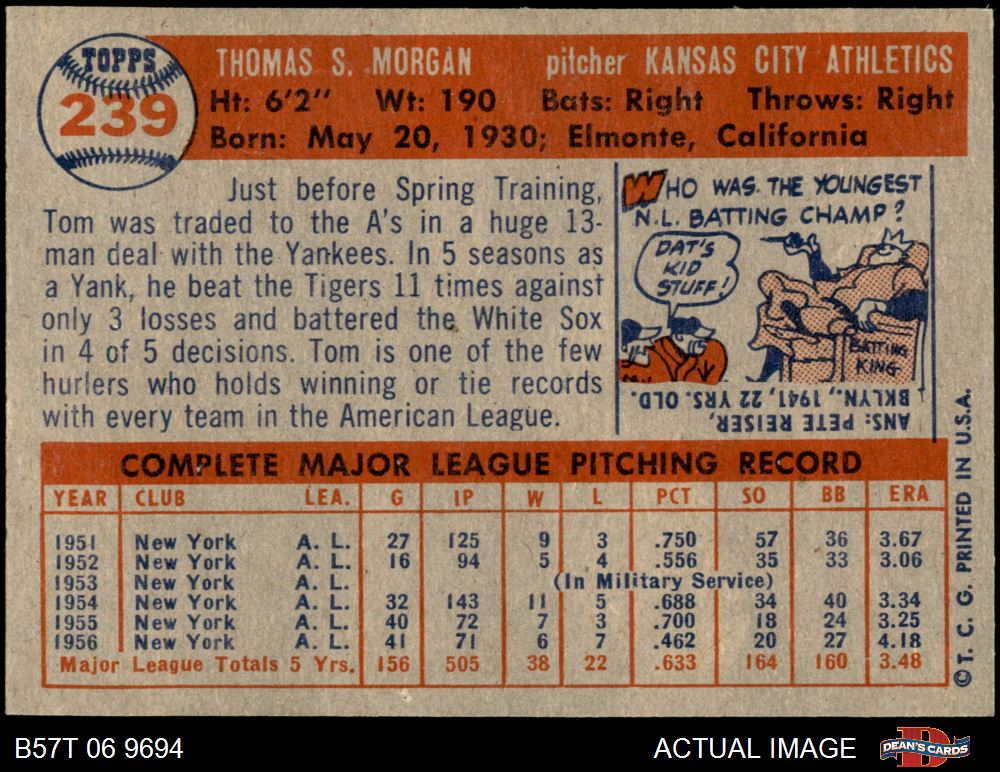 TOPPS
239
THOMAS S. MORGAN pitcher KANSAS CITY ATHLETICS
Ht: 6'2" Wt: 190 Bats: Right Throws: Right
Born: May 20, 1930; Elmonte, California
Just before Spring Training,
Tom was traded to the A's in a huge 13-
man deal with the Yankees. In 5 seasons as
a Yank, he beat the Tigers 11 times against
only 3 losses and battered the White Sox
in 4 of 5 decisions. Tom is one of the few
hurlers who holds winning or tie records
with every team in the American League.
WHO WAS THE YOUNGEST
N.L. BATTING CHAMP?
DAT'S
KID
STUFF!
BATTING
KING
ANS: PETE REISER,
BKLYN., 1941, 22 YRS. OLD.
COMPLETE MAJOR LEAGUE PITCHING RECORD
YEAR CLUB LEA. G IP W L PCT SO BB ERA
1951 New York A. L. 27 125 9 3 .750 57 36 3.67
1952 New York A. L. 16 94 5 4 .556 35 33 3.06
1953 New York A. L. (In Military Service)
1954 New York A. L. 32 143 11 5 .688 34 40 3.34
1955 New York A. L. 40 72 7 3 .700 18 24 3.25
1956 New York A. L. 41 71 6 7 .462 20 27 4.18
Major League Totals 5 Yrs. 156 505 38 22 .633 164 160 3.48
©T. C. G. PRINTED IN U.S.A.
B57T 06 9694 ACTUAL IMAGE DEAN'S CARDS